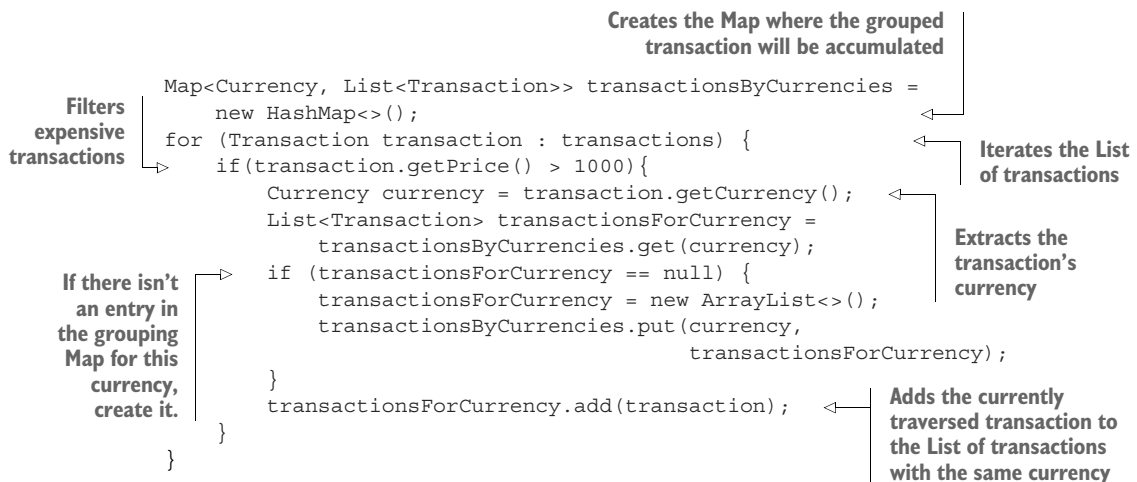 Creates the Map where the grouped
transaction will be accumulated
Map<Currency, List<Transaction>> transactionsByCurrencies =
new HashMap<>();
Filters
expensive
transactions
for (Transaction transaction : transactions) {
Iterates the List
of transactions
if(transaction.getPrice() > 1000){
Currency currency = transaction.getCurrency();
Extracts the
transaction's
currency
List<Transaction> transactionsForCurrency =
transactionsByCurrencies.get(currency);
If there isn't
an entry in
the grouping
Map for this
currency,
create it.
if (transactionsForCurrency == null) {
transactionsForCurrency = new ArrayList<>();
transactionsByCurrencies.put(currency,
transactionsForCurrency);
}
transactionsForCurrency.add(transaction);
Adds the currently
traversed transaction to
the List of transactions
with the same currency
}
}